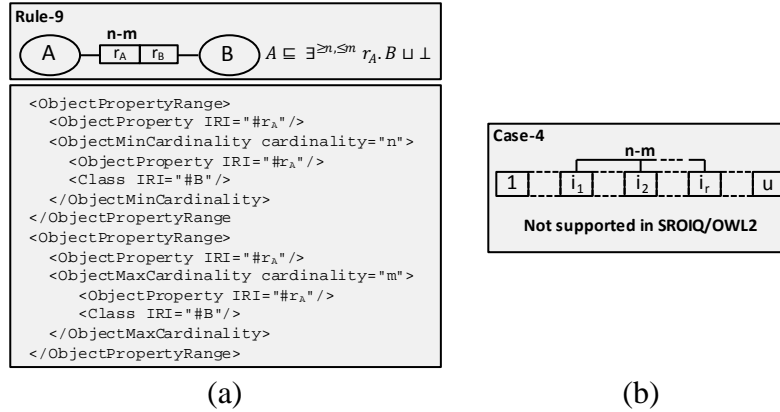 Rule-9
n-m
A r_A r_B B A ⊑ ∃^{≥n,≤m} r_A.B ⊔ ⊥
<ObjectPropertyRange>
<ObjectProperty IRI="#r_A"/>
<ObjectMinCardinality cardinality="n">
<ObjectProperty IRI="#r_A"/>
<Class IRI="#B"/>
</ObjectMinCardinality>
</ObjectPropertyRange
<ObjectPropertyRange>
<ObjectProperty IRI="#r_A"/>
<ObjectMaxCardinality cardinality="m">
<ObjectProperty IRI="#r_A"/>
<Class IRI="#B"/>
</ObjectMaxCardinality>
</ObjectPropertyRange>
(a)
Case-4
n-m
1 i_1 i_2 i_r u
Not supported in SROIQ/OWL2
(b)